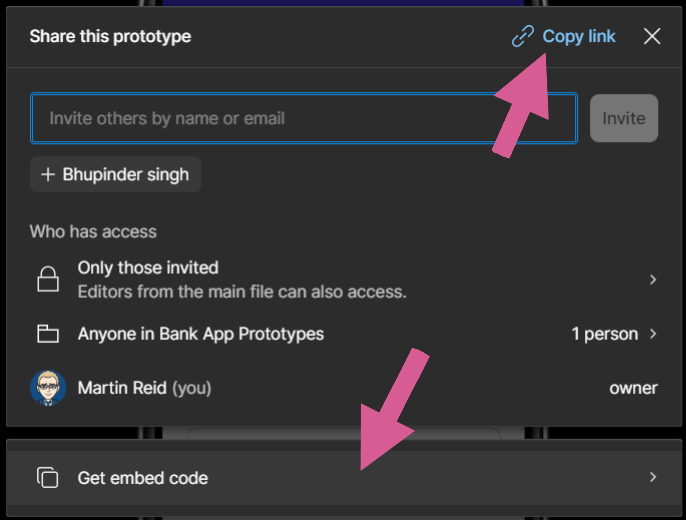 Share this prototype
Copy link
Invite others by name or email
Invite
+ Bhupinder singh
Who has access
Only those invited
Editors from the main file can also access.
Anyone in Bank App Prototypes
1 person
Martin Reid (you)
owner
Get embed code